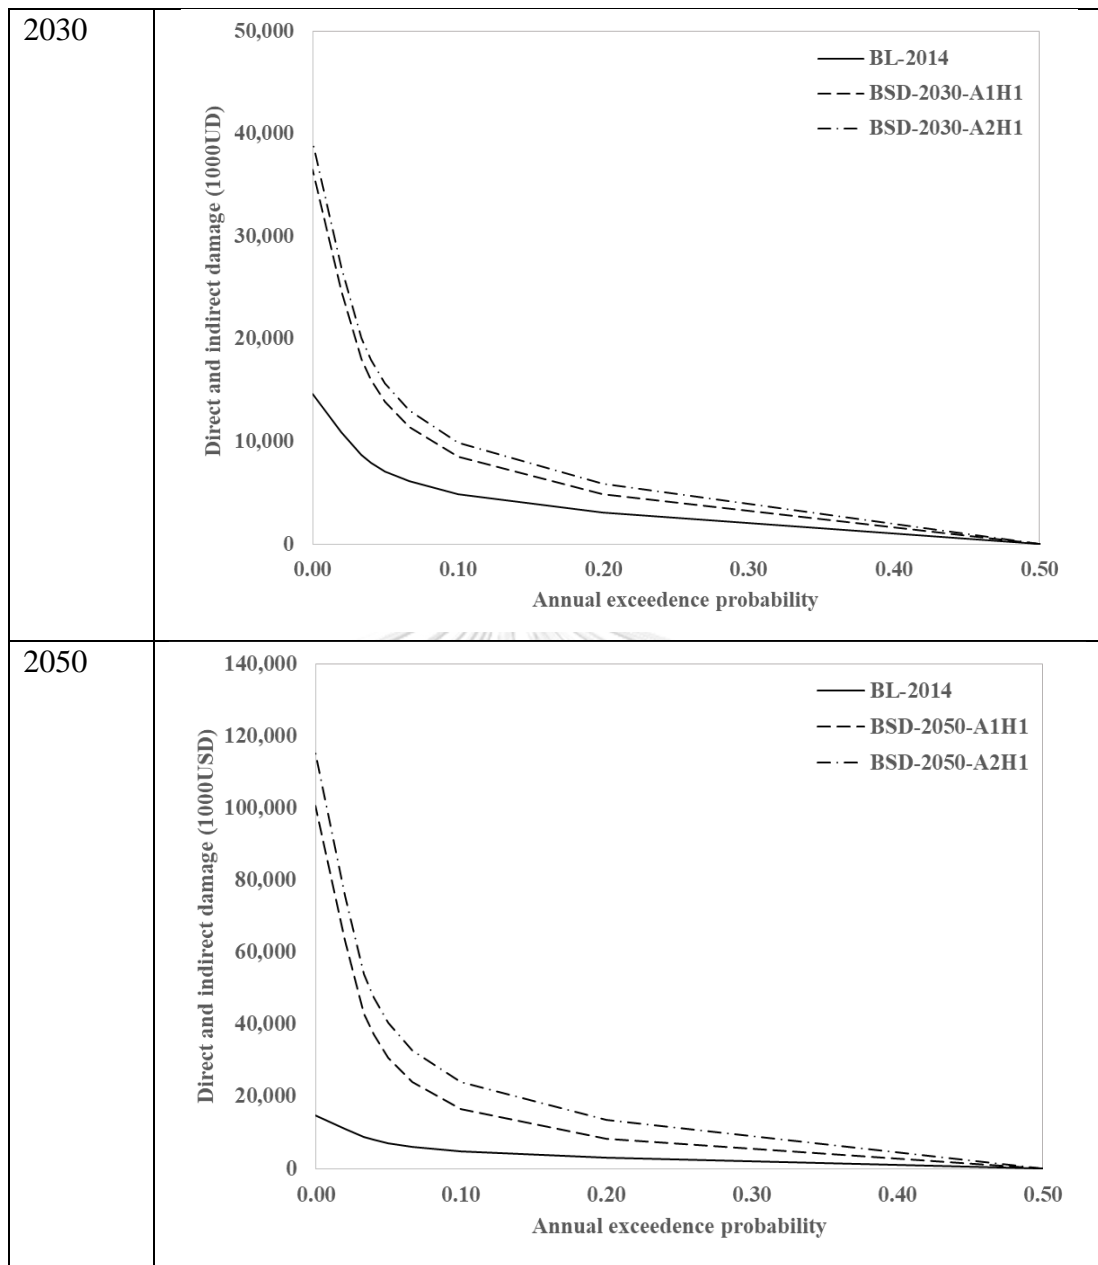 2030
50,000
40,000
30,000
20,000
10,000
0
Direct and indirect damage (1000UD)
BL-2014
BSD-2030-A1H1
BSD-2030-A2H1
0.00 0.10 0.20 0.30 0.40 0.50
Annual exceedence probability
2050
140,000
120,000
100,000
80,000
60,000
40,000
20,000
0
Direct and indirect damage (1000USD)
BL-2014
BSD-2050-A1H1
BSD-2050-A2H1
0.00 0.10 0.20 0.30 0.40 0.50
Annual exceedence probability